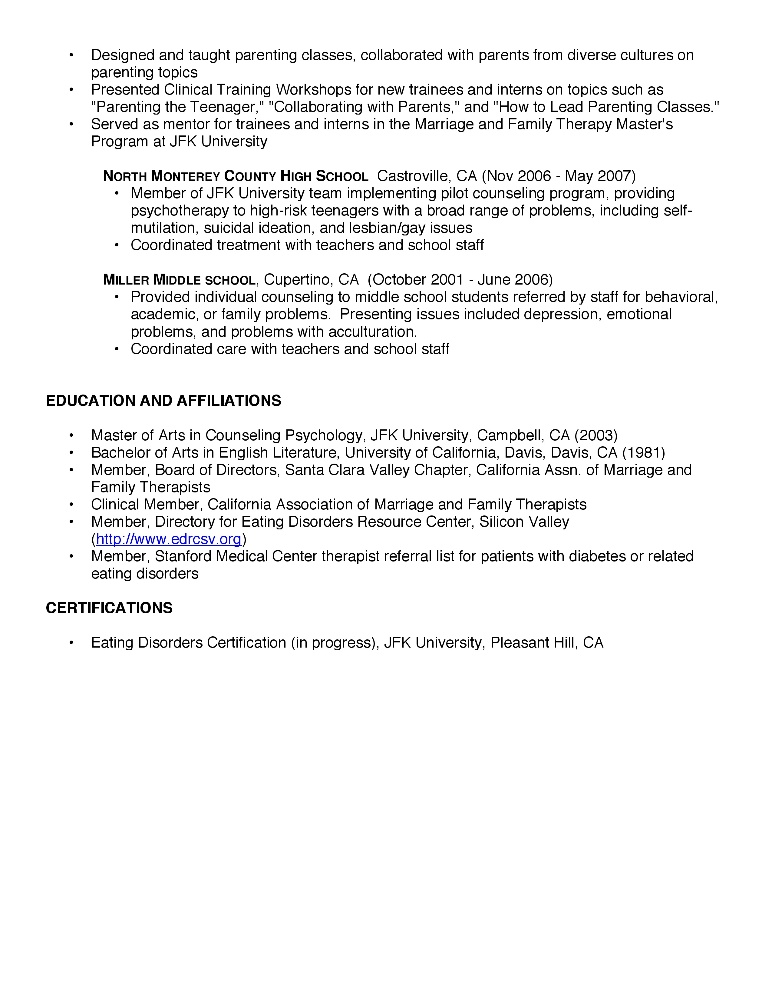 • Designed and taught parenting classes, collaborated with parents from diverse cultures on
parenting topics
• Presented Clinical Training Workshops for new trainees and interns on topics such as
"Parenting the Teenager," "Collaborating with Parents," and "How to Lead Parenting Classes."
• Served as mentor for trainees and interns in the Marriage and Family Therapy Master's
Program at JFK University
NORTH MONTEREY COUNTY HIGH SCHOOL Castroville, CA (Nov 2006 - May 2007)
• Member of JFK University team implementing pilot counseling program, providing
psychotherapy to high-risk teenagers with a broad range of problems, including self-
mutilation, suicidal ideation, and lesbian/gay issues
• Coordinated treatment with teachers and school staff
MILLER MIDDLE SCHOOL, Cupertino, CA (October 2001 - June 2006)
• Provided individual counseling to middle school students referred by staff for behavioral,
academic, or family problems. Presenting issues included depression, emotional
problems, and problems with acculturation.
• Coordinated care with teachers and school staff
EDUCATION AND AFFILIATIONS
• Master of Arts in Counseling Psychology, JFK University, Campbell, CA (2003)
• Bachelor of Arts in English Literature, University of California, Davis, Davis, CA (1981)
• Member, Board of Directors, Santa Clara Valley Chapter, California Assn. of Marriage and
Family Therapists
• Clinical Member, California Association of Marriage and Family Therapists
• Member, Directory for Eating Disorders Resource Center, Silicon Valley
(http://www.edrcsv.org)
• Member, Stanford Medical Center therapist referral list for patients with diabetes or related
eating disorders
CERTIFICATIONS
• Eating Disorders Certification (in progress), JFK University, Pleasant Hill, CA